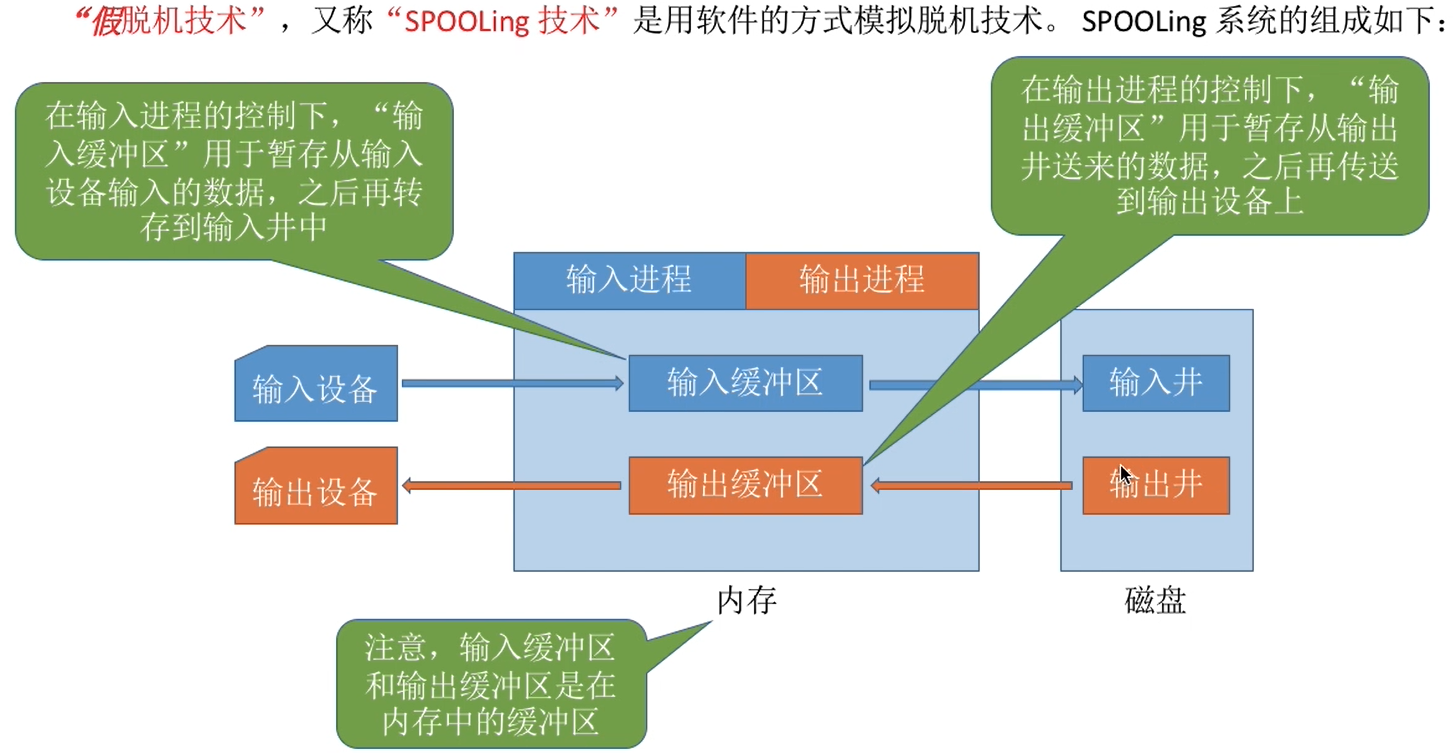 “假脱机技术”，又称“SPOOLing 技术”是用软件的方式模拟脱机技术。 SPOOLing 系统的组成如下：
在输入进程的控制下，“输
入缓冲区”用于暂存从输入
设备输入的数据，之后再转
存到输入井中
在输出进程的控制下，“输
出缓冲区”用于暂存从输出
井送来的数据，之后再传送
到输出设备上
输入进程
输出进程
输入设备
输入缓冲区
输入井
输出设备
输出缓冲区
输出井
内存
磁盘
注意，输入缓冲区
和输出缓冲区是在
内存中的缓冲区